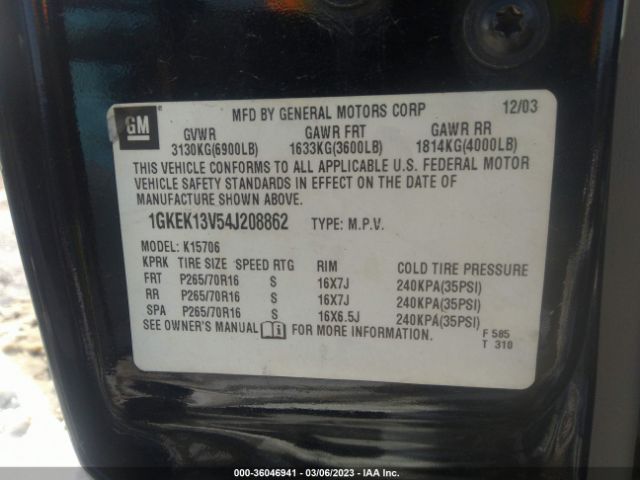 GM
MFD BY GENERAL MOTORS CORP 12/03
GVWR GAWR FRT GAWR RR
3130KG(6900LB) 1633KG(3600LB) 1814KG(4000LB)
THIS VEHICLE CONFORMS TO ALL APPLICABLE U.S. FEDERAL MOTOR
VEHICLE SAFETY STANDARDS IN EFFECT ON THE DATE OF
MANUFACTURE SHOWN ABOVE.
1GKEK13V54J208862 TYPE: M.P.V.
MODEL: K15706
KPRK TIRE SIZE SPEED RTG RIM COLD TIRE PRESSURE
FRT P265/70R16 S 16X7J 240KPA(35PSI)
RR P265/70R16 S 16X7J 240KPA(35PSI)
SPA P265/70R16 S 16X6.5J 240KPA(35PSI)
SEE OWNER'S MANUAL FOR MORE INFORMATION. F 585
T 310
000-36046941 - 03/06/2023 - IAA Inc.